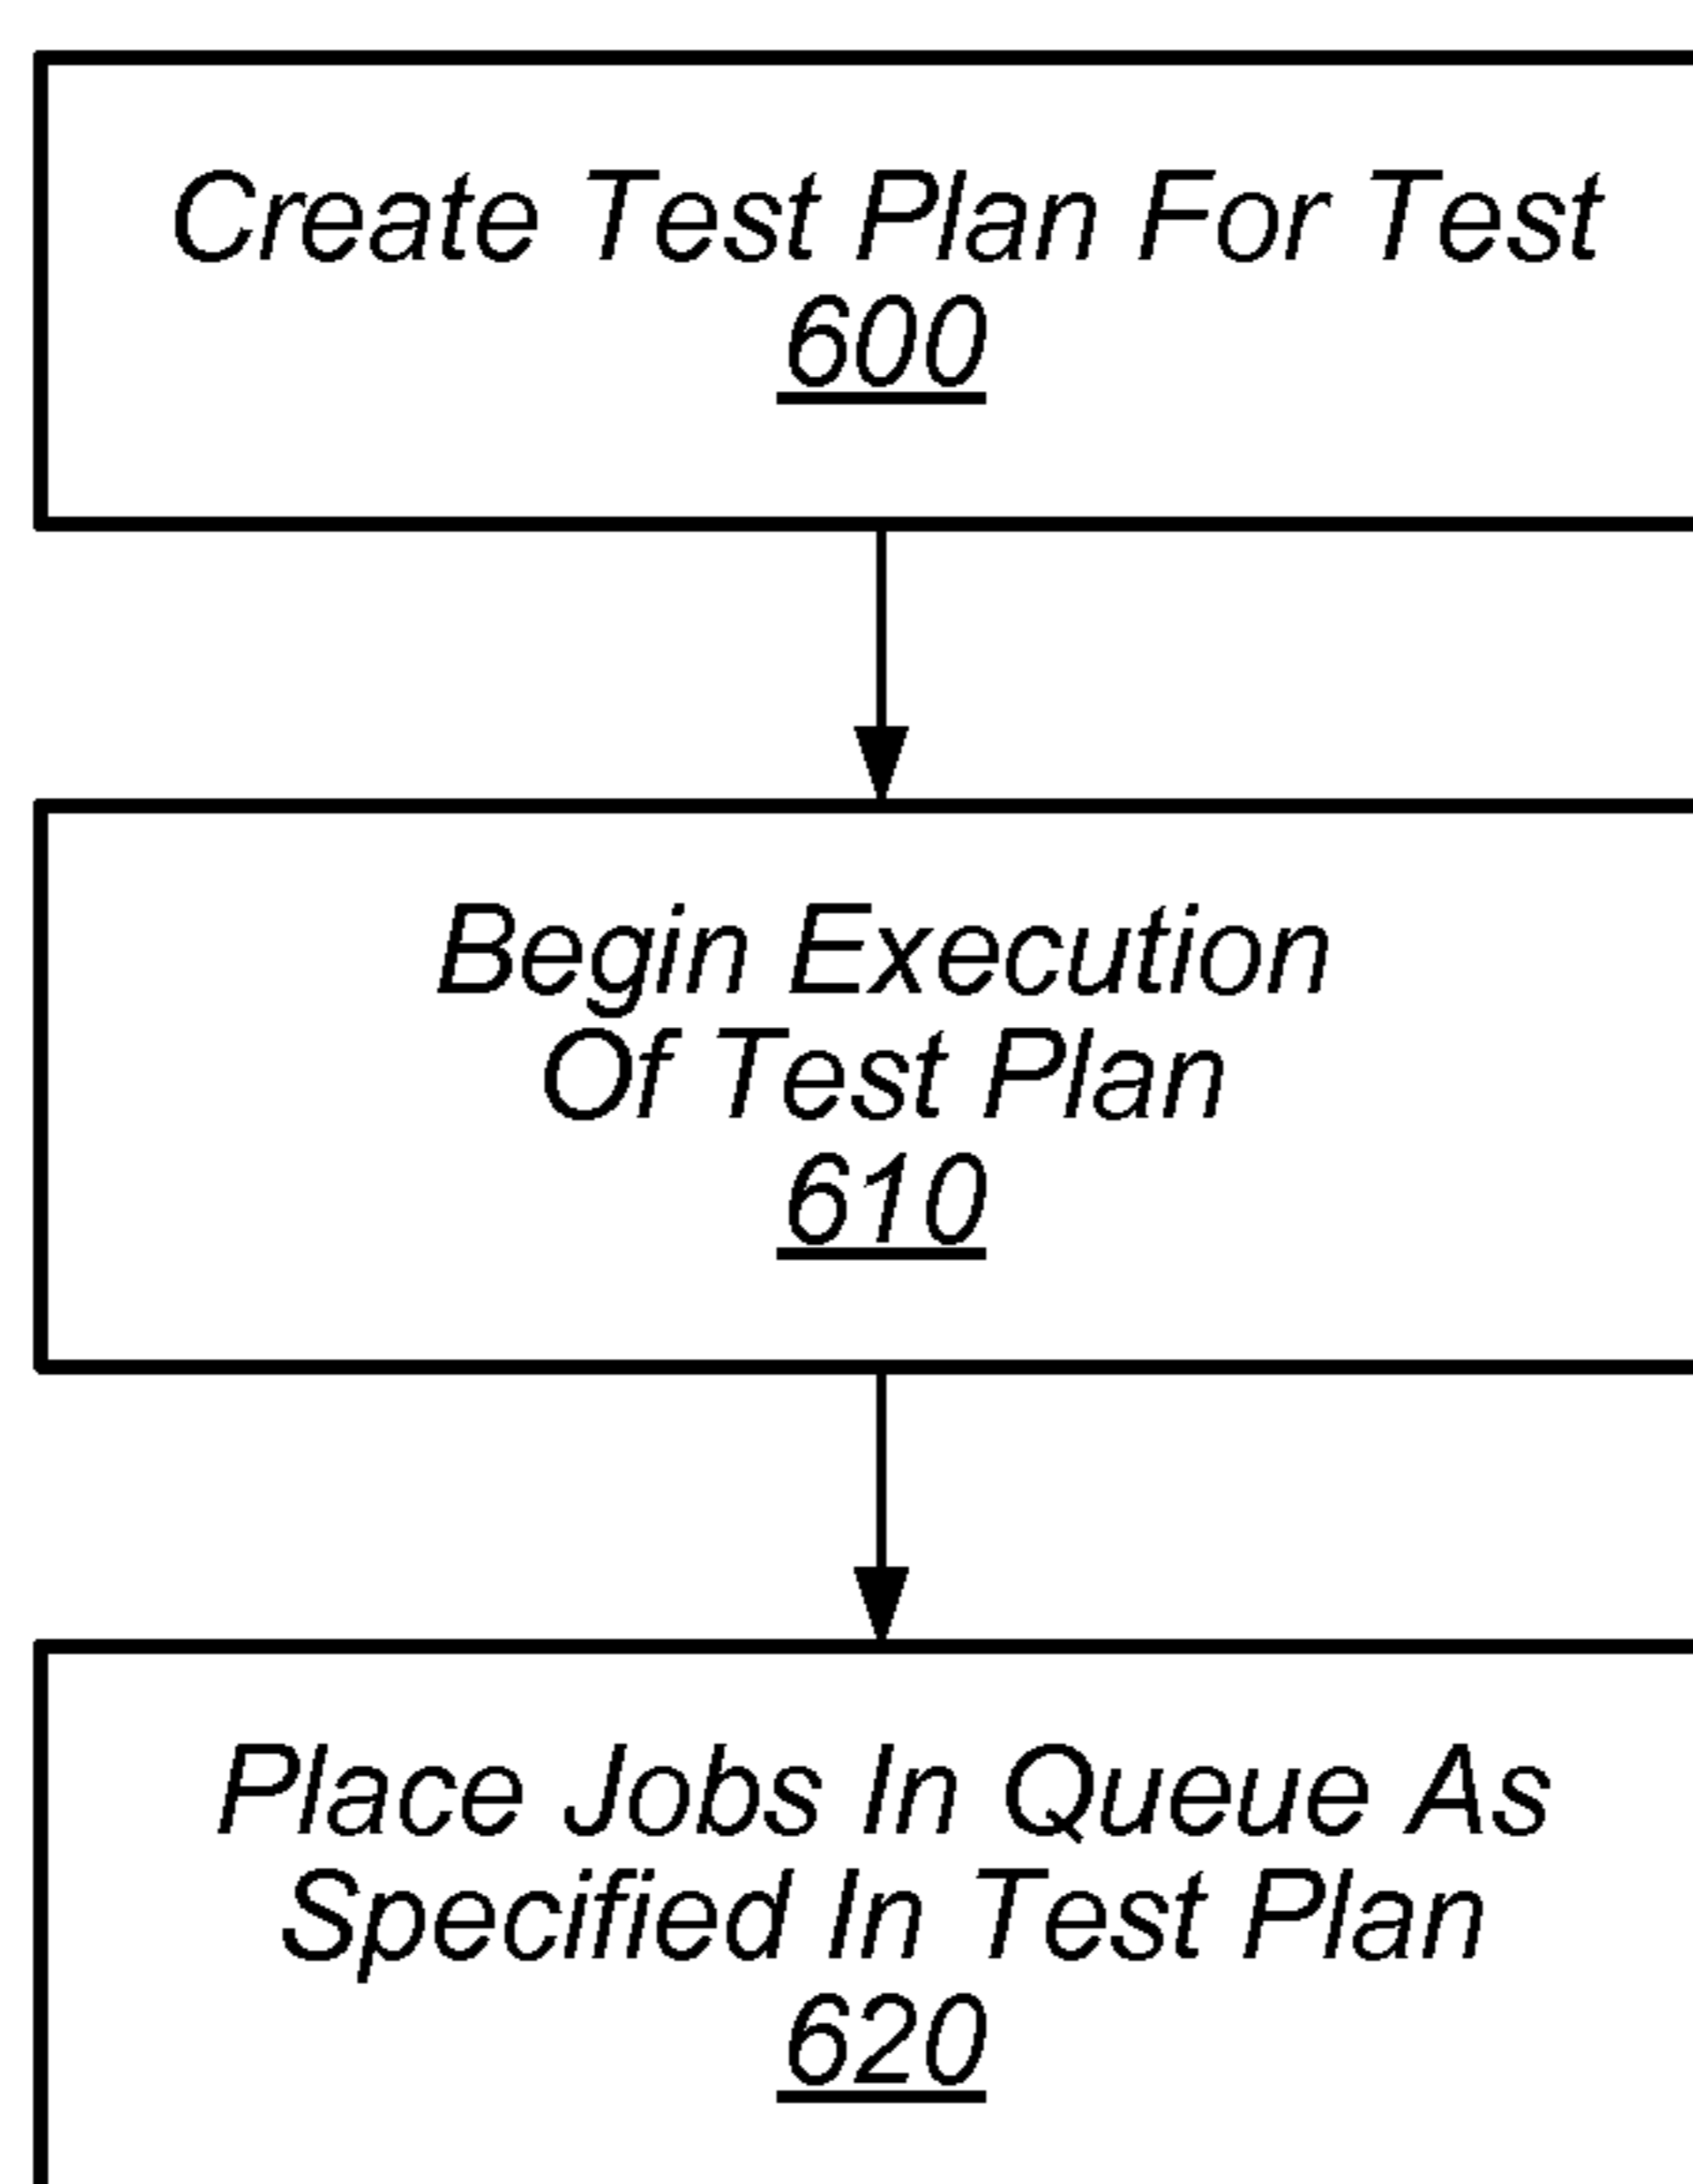 Create Test Plan For Test
600
Begin Execution
Of Test Plan
610
Place Jobs In Queue As
Specified In Test Plan
620